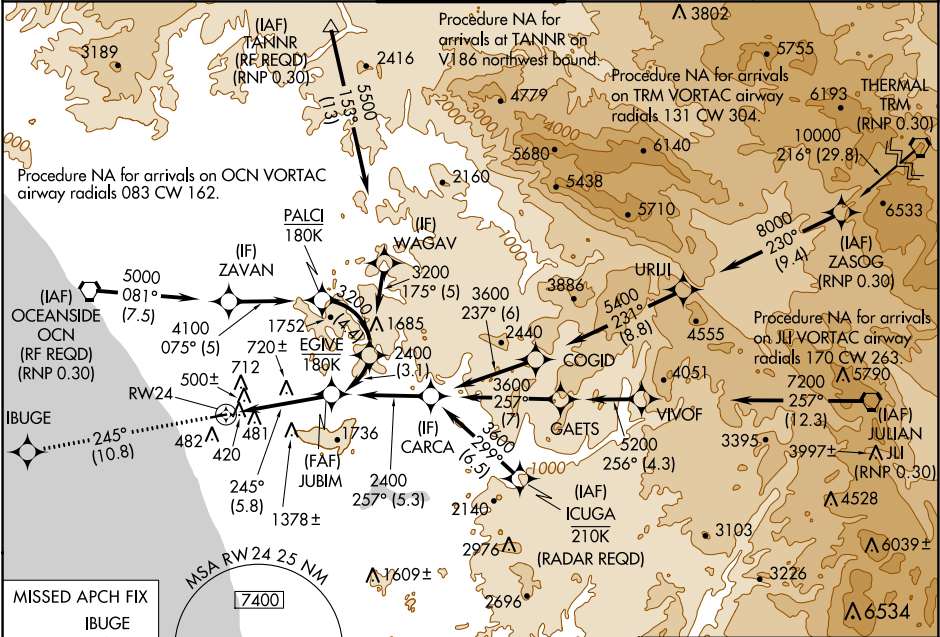 3189
(IAF)
TANNR
(RF REQD)
(RNP 0.30)
2416
5500
153°
(13)
Procedure NA for
arrivals at TANNR on
V186 northwest bound.
3802
5755
Procedure NA for arrivals
on TRM VORTAC airway
radials 131 CW 304.
6193
THERMAL
TRM
(RNP 0.30)
10000
216° (29.8)
4779
4000
5680
6140
5438
5710
6533
Procedure NA for arrivals on OCN VORTAC
airway radials 083 CW 162.
2160
1000
PALCI
180K
(IF)
WAGAV
3200
175° (5)
(IF)
ZAVAN
8000
230°
(9.4)
(IAF)
ZASOG
(RNP 0.30)
URIJI
5000
081°
(7.5)
(IAF)
OCEANSIDE
OCN
(RF REQD)
(RNP 0.30)
4100
075° (5)
3200
(4.4)
1752
1685
EGIVE
180K
2400
(3.1)
3600
237° (6)
3886
2440
5400
231°
(8.8)
4555
COGID
Procedure NA for arrivals
on JLI VORTAC airway
radials 170 CW 263.
5790
7200
257°
(12.3)
(IAF)
JULIAN
JLI
(RNP 0.30)
712
720±
500±
RW24
481
482
420
IBUGE
245°
(10.8)
245°
(5.8)
1378±
1736
(FAF)
JUBIM
2400
257° (5.3)
(IF)
CARCA
3600
257°
(7)
GAETS
4051
VIVOF
5200
256° (4.3)
3395
3997±
3600
299°
(6.5)
1000
(IAF)
ICUGA
210K
(RADAR REQD)
2140
2976
2696
3103
3226
4528
6039±
6534
1609±
MSA RW24 25 NM
7400
MISSED APCH FIX
IBUGE